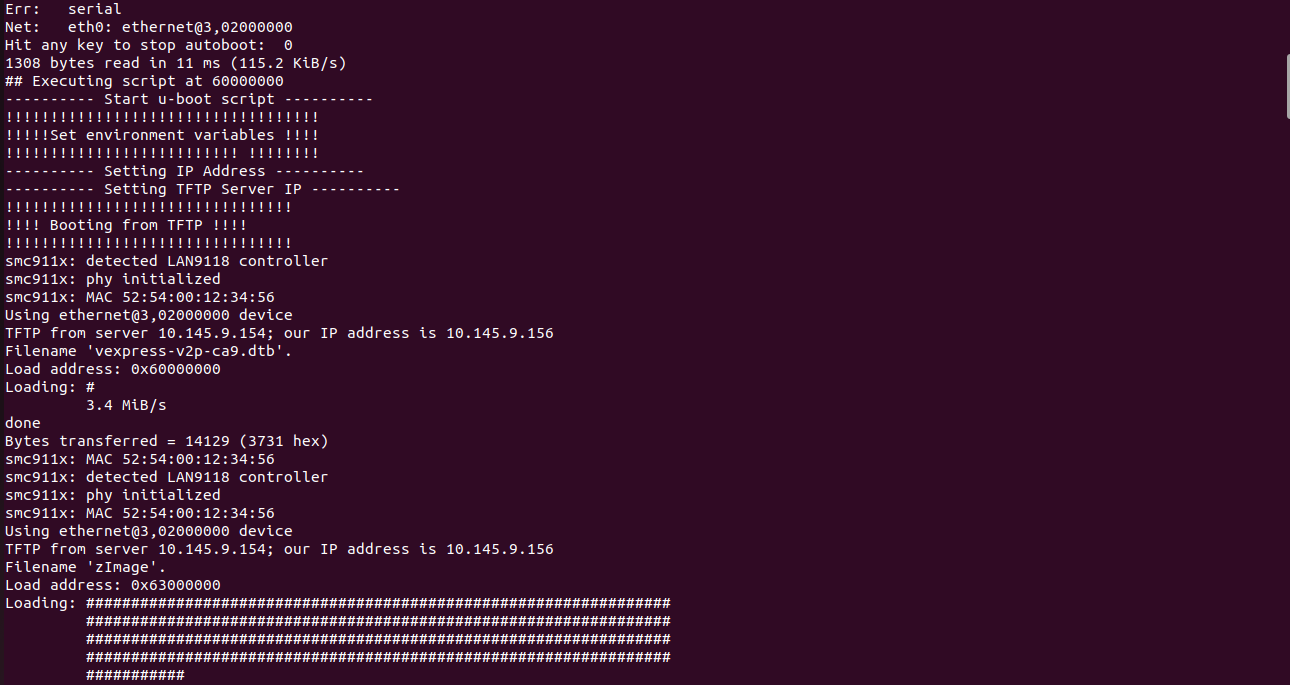 Err:   serial
Net:   eth0: ethernet@3,02000000
Hit any key to stop autoboot:  0
1308 bytes read in 11 ms (115.2 KiB/s)
## Executing script at 60000000
---------- Start u-boot script ----------
!!!!!!!!!!!!!!!!!!!!!!!!!!!!!!!!!!!
!!!!!Set environment variables !!!!
!!!!!!!!!!!!!!!!!!!!!!!!!! !!!!!!!!
---------- Setting IP Address ----------
---------- Setting TFTP Server IP ----------
!!!!!!!!!!!!!!!!!!!!!!!!!!!!!!!!
!!!! Booting from TFTP !!!!
!!!!!!!!!!!!!!!!!!!!!!!!!!!!!!!!
smc911x: detected LAN9118 controller
smc911x: phy initialized
smc911x: MAC 52:54:00:12:34:56
Using ethernet@3,02000000 device
TFTP from server 10.145.9.154; our IP address is 10.145.9.156
Filename 'vexpress-v2p-ca9.dtb'.
Load address: 0x60000000
Loading: #
         3.4 MiB/s
done
Bytes transferred = 14129 (3731 hex)
smc911x: MAC 52:54:00:12:34:56
smc911x: detected LAN9118 controller
smc911x: phy initialized
smc911x: MAC 52:54:00:12:34:56
Using ethernet@3,02000000 device
TFTP from server 10.145.9.154; our IP address is 10.145.9.156
Filename 'zImage'.
Load address: 0x63000000
Loading: #################################################################
         #################################################################
         #################################################################
         #################################################################
         ###########